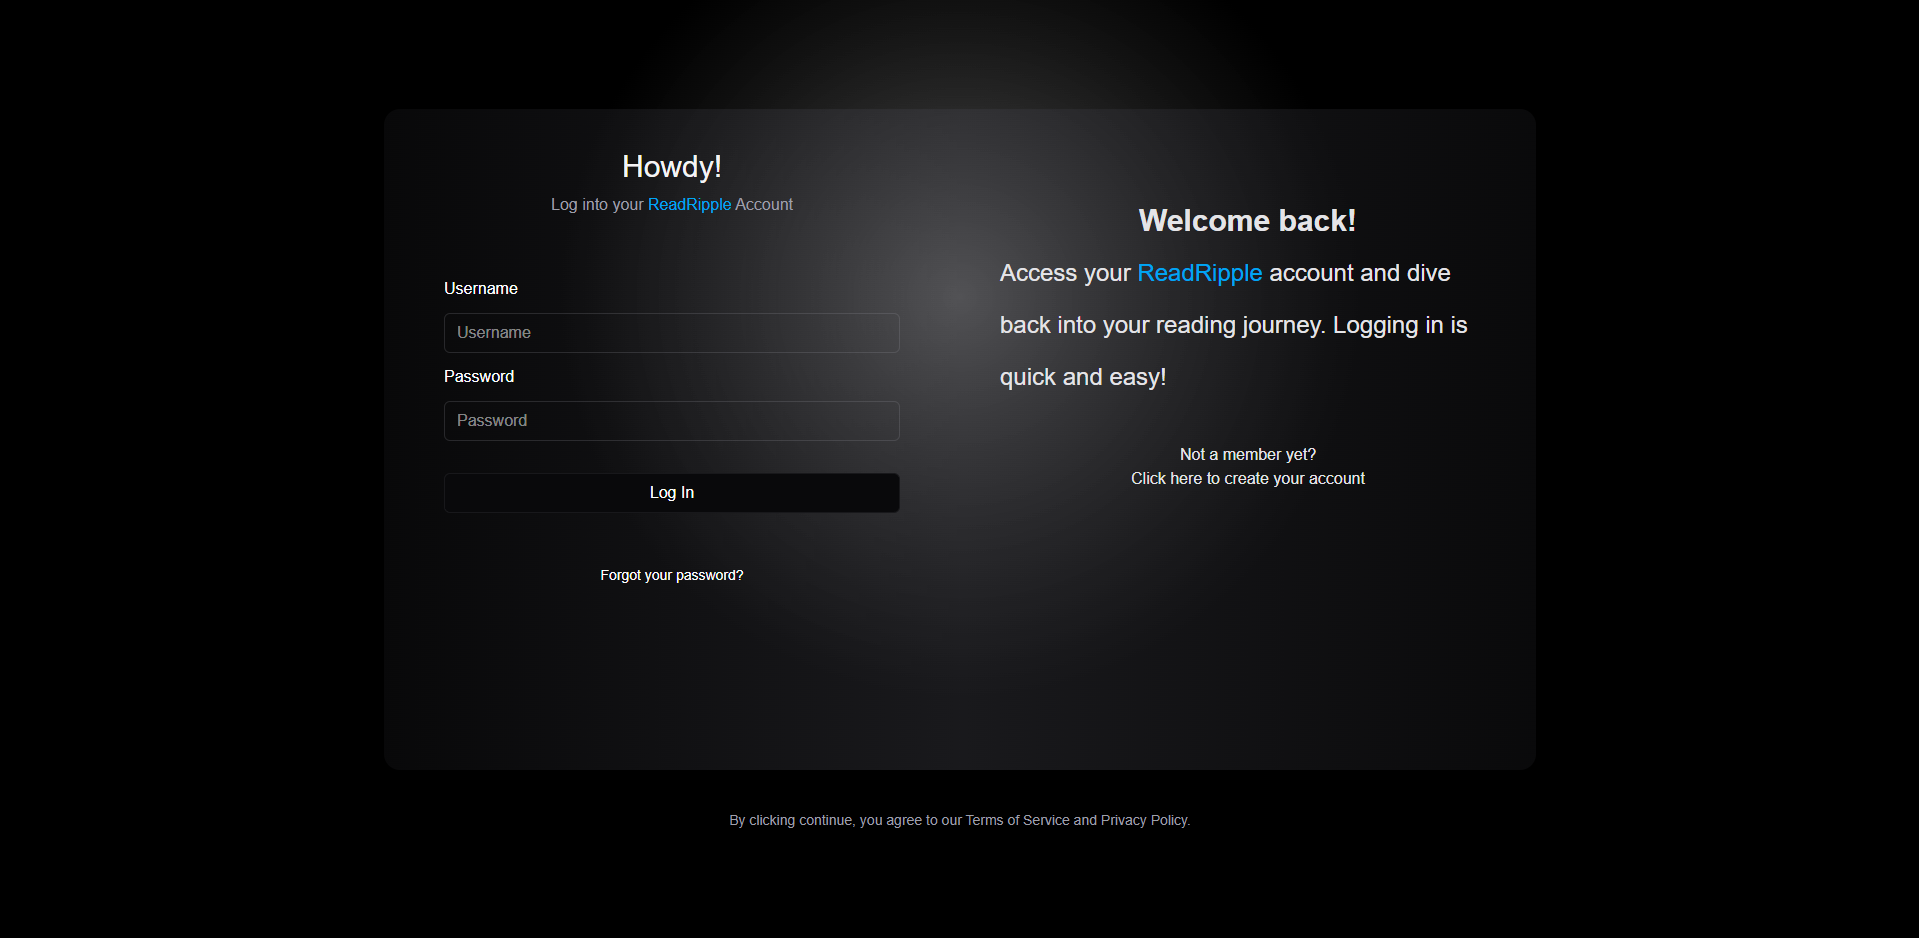 Howdy!
Log into your ReadRipple Account
Username
Username
Password
Password
Log In
Forgot your password?
Welcome back!
Access your ReadRipple account and dive
back into your reading journey. Logging in is
quick and easy!
Not a member yet?
Click here to create your account
By clicking continue, you agree to our Terms of Service and Privacy Policy.